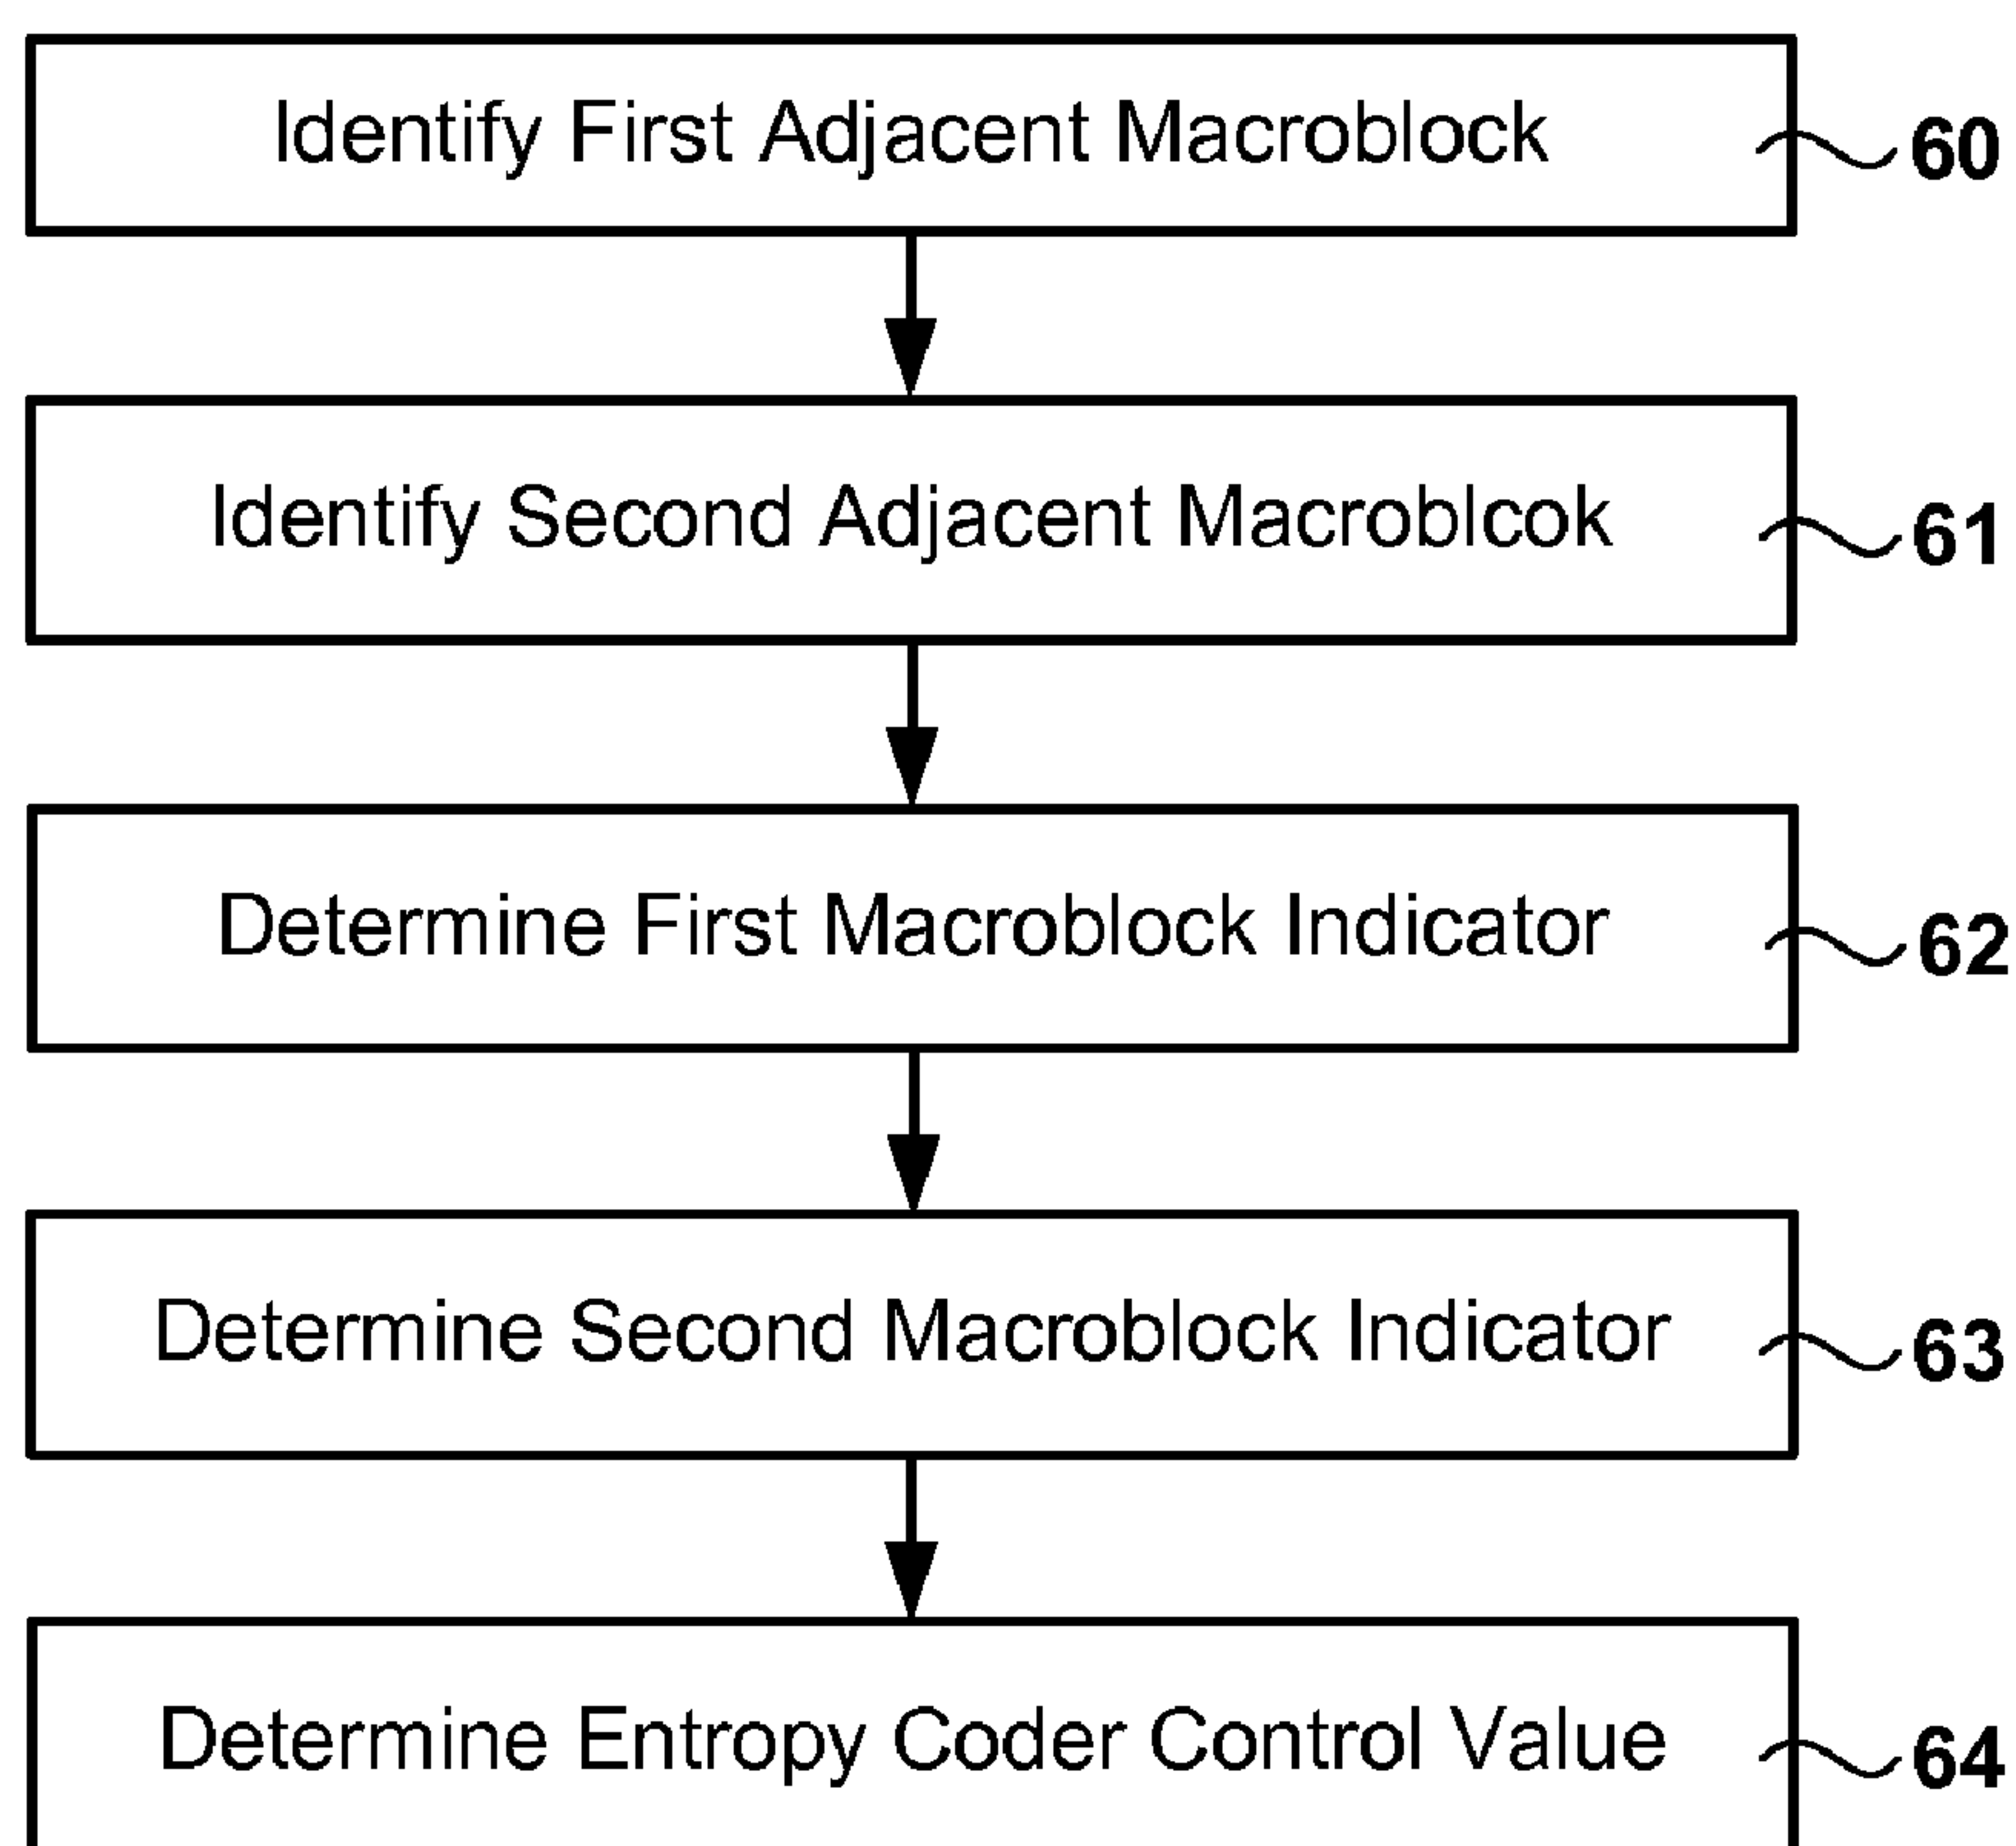 Identify First Adjacent Macroblock 60
Identify Second Adjacent Macroblcok 61
Determine First Macroblock Indicator 62
Determine Second Macroblock Indicator 63
Determine Entropy Coder Control Value 64